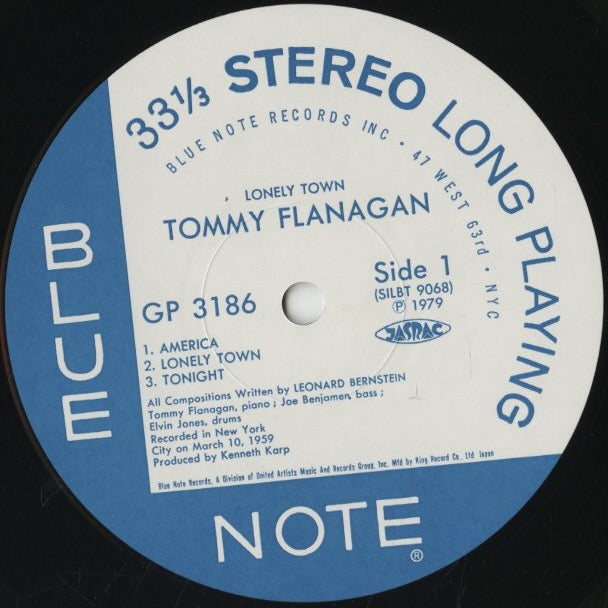 33⅓ STEREO LONG PLAYING
BLUE NOTE RECORDS INC • 47 WEST 63rd • NYC
LONELY TOWN
TOMMY FLANAGAN
Side 1
GP 3186
(SILBT 9068)
Ⓟ 1979
JASRAC
1. AMERICA
2. LONELY TOWN
3. TONIGHT
All Compositions Written by LEONARD BERNSTEIN
Tommy Flanagan, piano ; Joe Benjamen, bass ;
Elvin Jones, drums
Recorded in New York
City on March 10, 1959
Produced by Kenneth Karp
Blue Note Records, A Division of United Artists Music And Records Group, Inc. Mfd by King Record Co., Ltd. Japan
BLUE
NOTE®